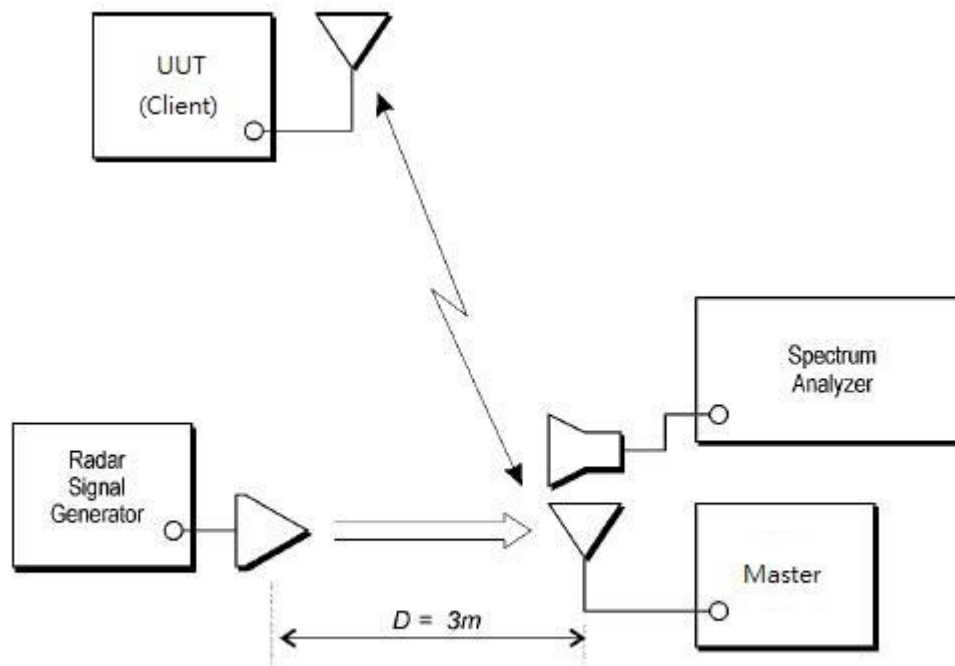 UUT
(Client)
Spectrum
Analyzer
Radar
Signal
Generator
Master
D = 3m